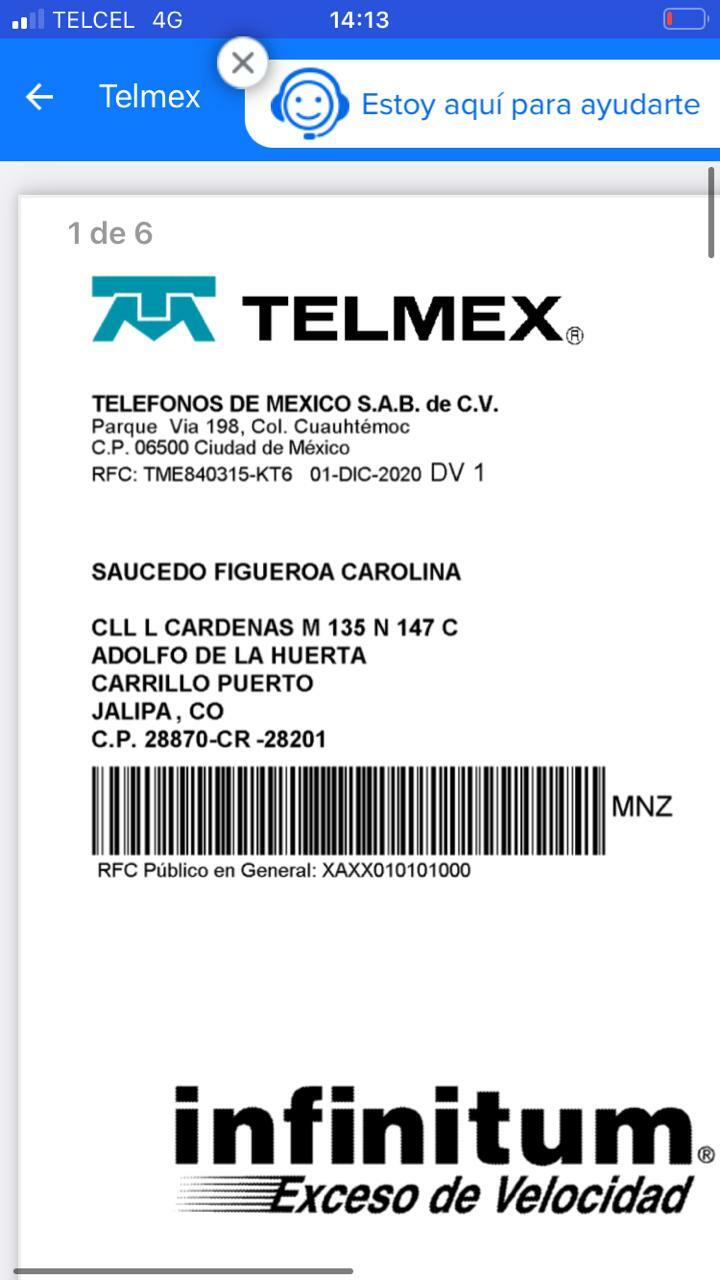 TELCEL 4G 14:13
Telmex
Estoy aquí para ayudarte
1 de 6
TELMEX®
TELEFONOS DE MEXICO S.A.B. de C.V.
Parque Via 198, Col. Cuauhtémoc
C.P. 06500 Ciudad de México
RFC: TME840315-KT6 01-DIC-2020 DV 1
SAUCEDO FIGUEROA CAROLINA
CLL L CARDENAS M 135 N 147 C
ADOLFO DE LA HUERTA
CARRILLO PUERTO
JALIPA, CO
C.P. 28870-CR -28201
MNZ
RFC Público en General: XAXX010101000
infinitum®
Exceso de Velocidad